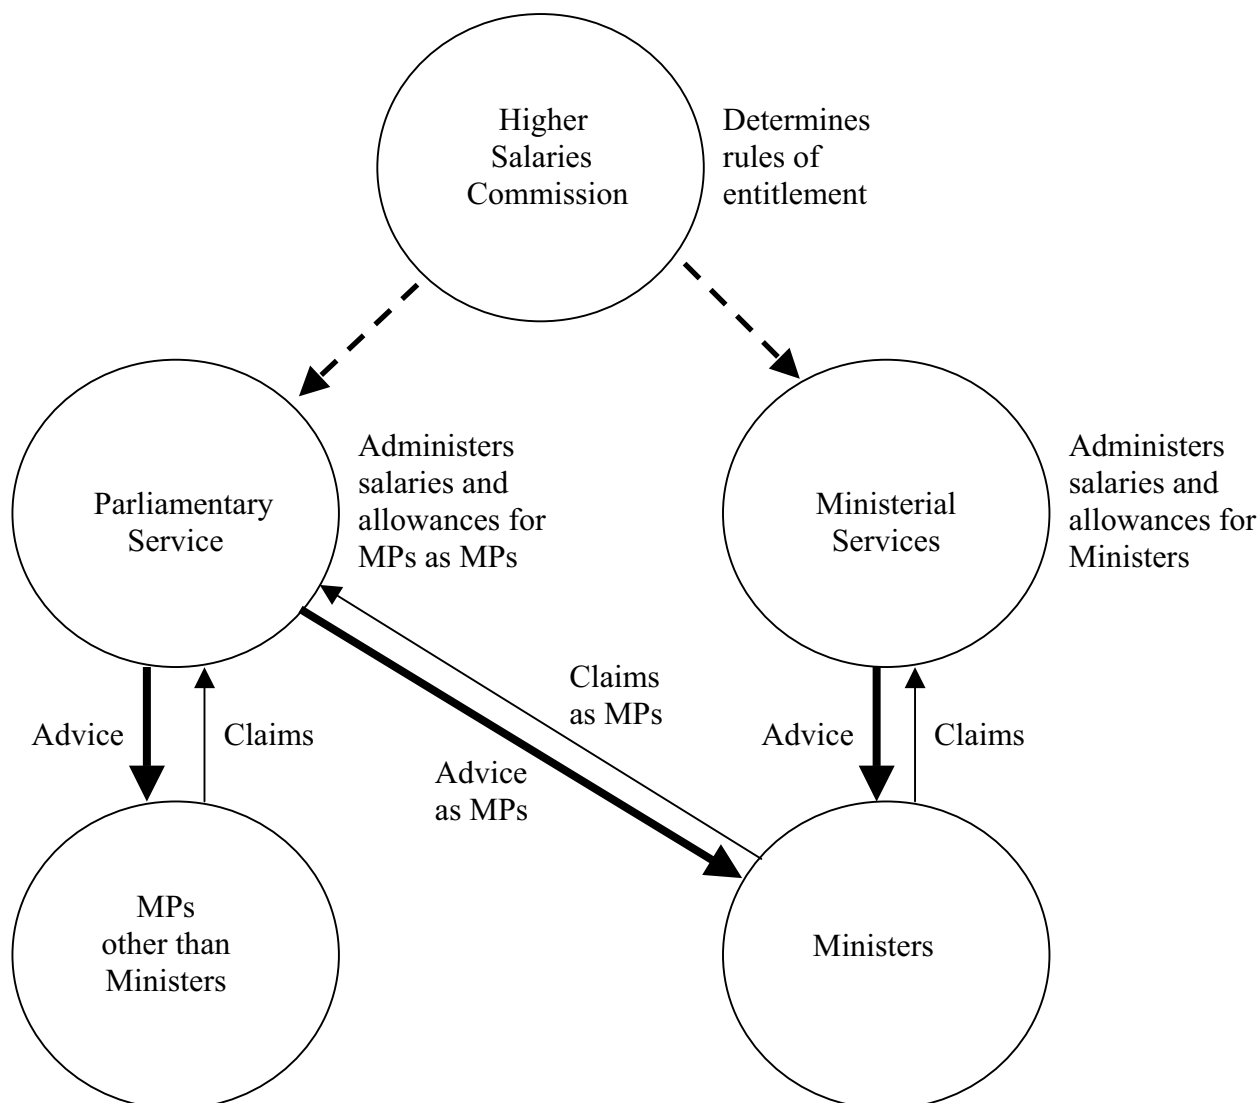 Higher
Salaries
Commission
Determines
rules of
entitlement
Parliamentary
Service
Administers
salaries and
allowances for
MPs as MPs
Ministerial
Services
Administers
salaries and
allowances for
Ministers
Advice
Claims
Claims
as MPs
Advice
as MPs
Advice
Claims
MPs
other than
Ministers
Ministers